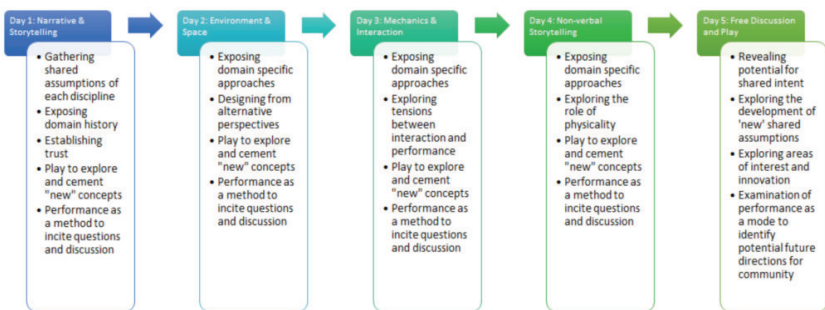 Day 1: Narrative &
Storytelling
• Gathering
shared
assumptions of
each discipline
• Exposing
domain history
• Establishing
trust
• Play to explore
and cement
"new" concepts
• Performance as
a method to
incite questions
and discussion
Day 2: Environment &
Space
• Exposing
domain specific
approaches
• Designing from
alternative
perspectives
• Play to explore
and cement
"new" concepts
• Performance as
a method to
incite questions
and discussion
Day 3: Mechanics &
Interaction
• Exposing
domain specific
approaches
• Exploring
tensions
between
interaction and
performance
• Play to explore
and cement
"new" concepts
• Performance as
a method to
incite questions
and discussion
Day 4: Non-verbal
Storytelling
• Exposing
domain specific
approaches
• Exploring the
role of
physicality
• Play to explore
and cement
"new" concepts
• Performance as
a method to
incite questions
and discussion
Day 5: Free Discussion
and Play
• Revealing
potential for
shared intent
• Exploring the
development of
'new' shared
assumptions
• Exploring areas
of interest and
innovation
• Examination of
performance as
a mode to
identify
potential future
directions for
community